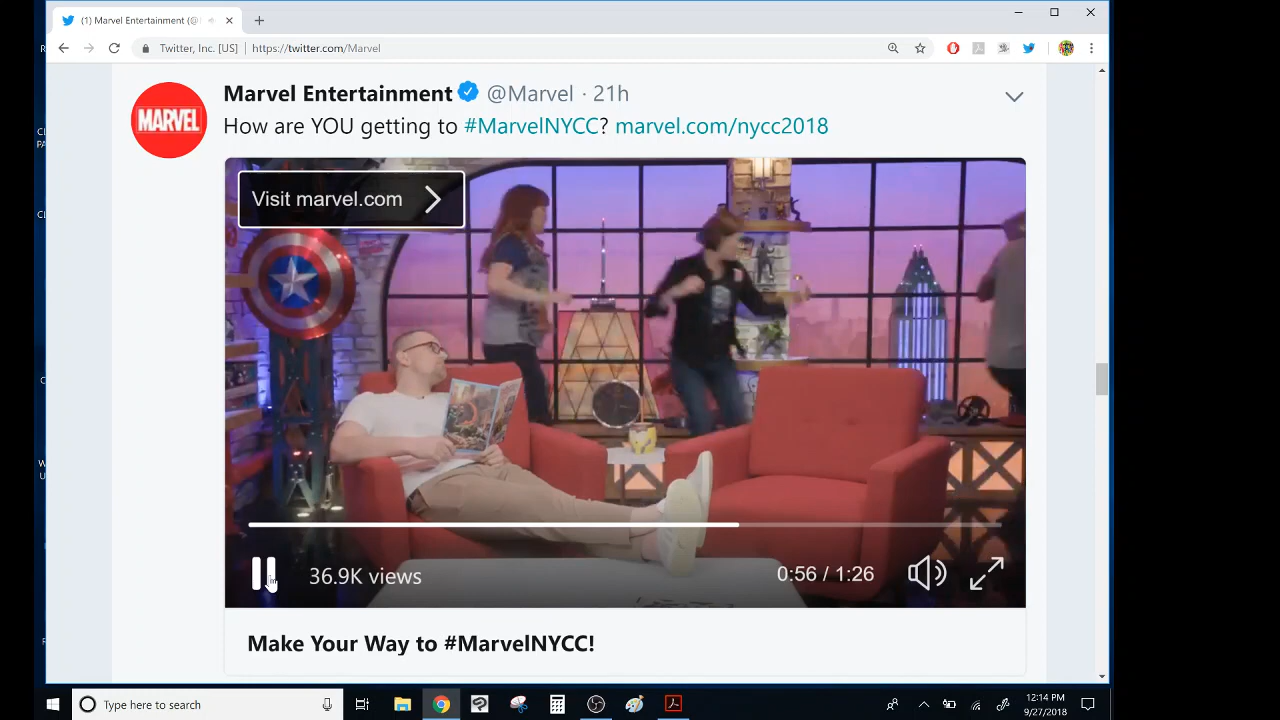 (1) Marvel Entertainment (@
Twitter, Inc. [US] https://twitter.com/Marvel
MARVEL
Marvel Entertainment @Marvel · 21h
How are YOU getting to #MarvelNYCC? marvel.com/nycc2018
Visit marvel.com
36.9K views
0:56 / 1:26
Make Your Way to #MarvelNYCC!
Type here to search
12:14 PM
9/27/2018